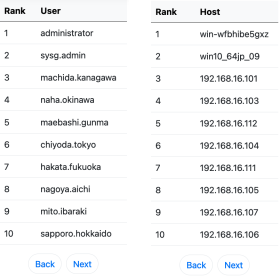 Rank User
1 administrator
2 sysg.admin
3 machida.kanagawa
4 naha.okinawa
5 maebashi.gunma
6 chiyoda.tokyo
7 hakata.fukuoka
8 nagoya.aichi
9 mito.ibaraki
10 sapporo.hokkaido
Back Next
Rank Host
1 win-wfbhibe5gxz
2 win10_64jp_09
3 192.168.16.101
4 192.168.16.103
5 192.168.16.112
6 192.168.16.104
7 192.168.16.111
8 192.168.16.105
9 192.168.16.107
10 192.168.16.106
Back Next